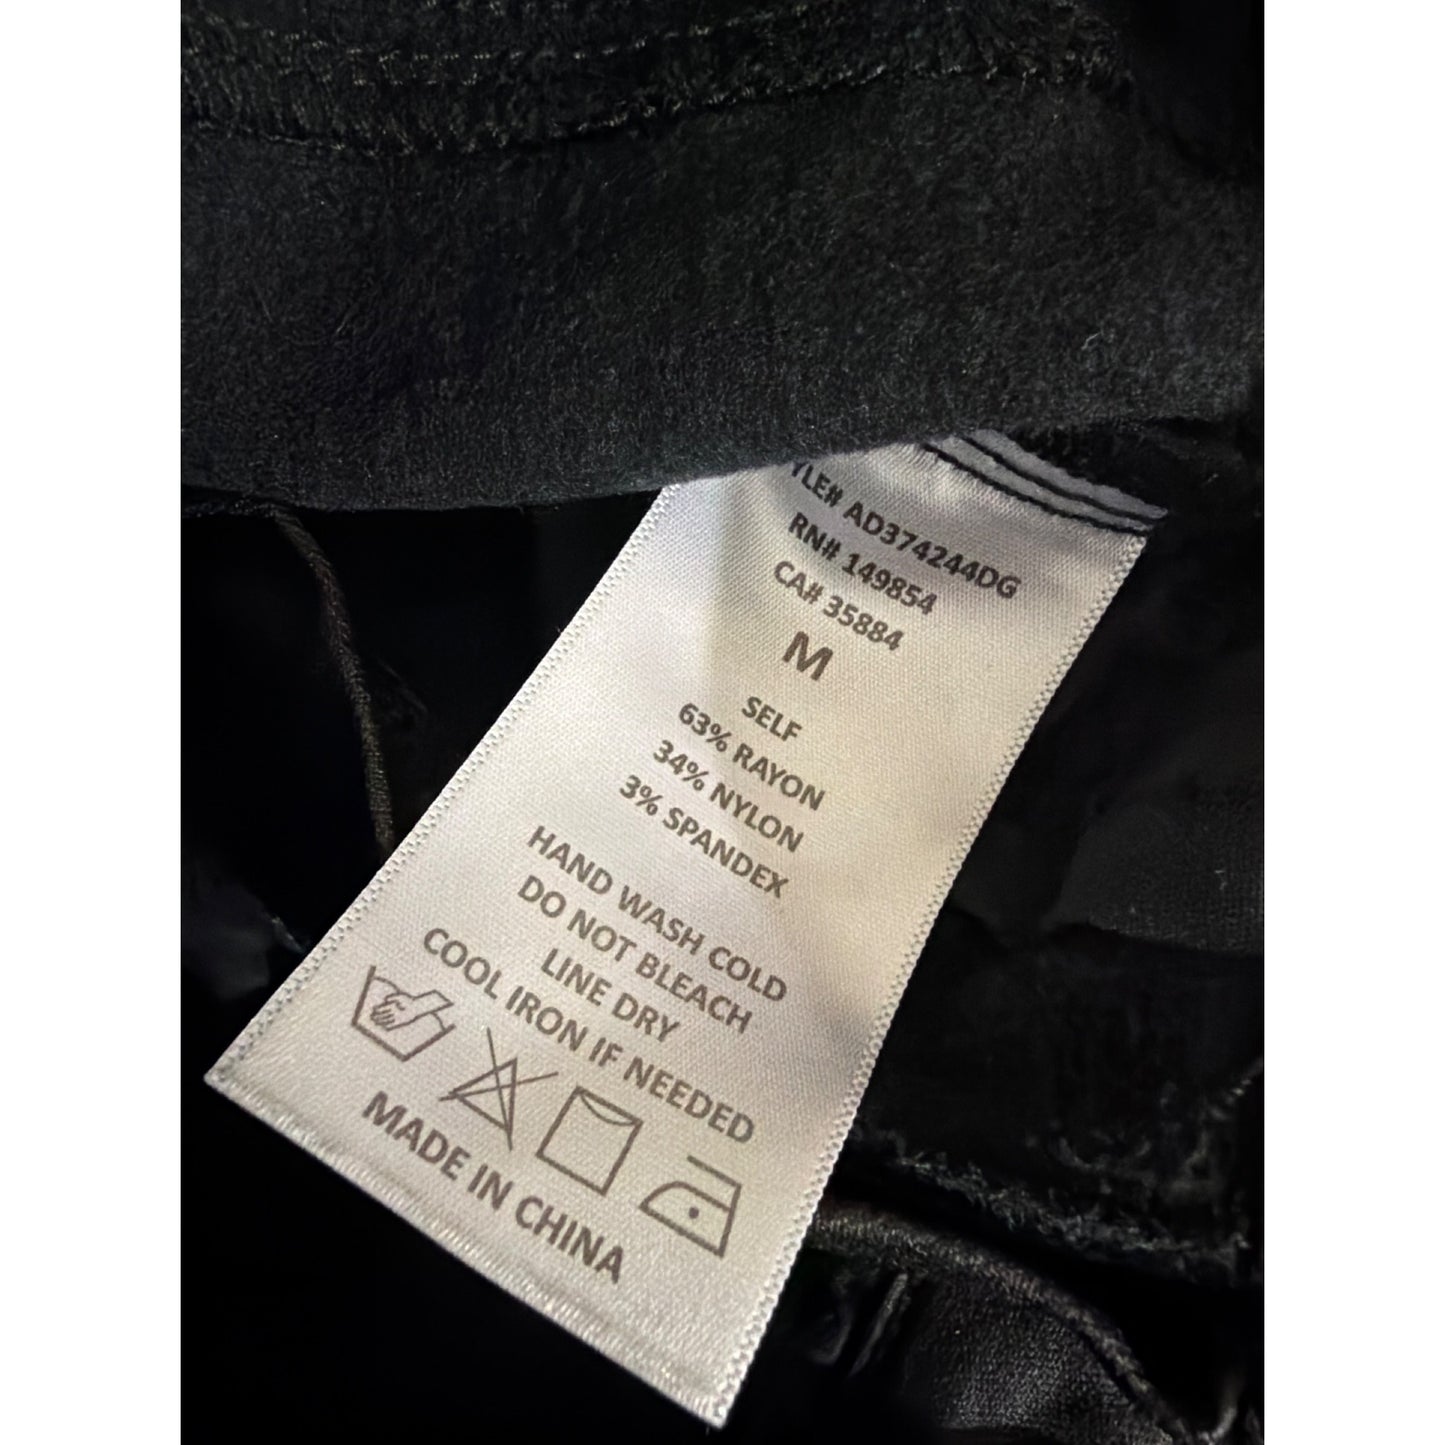 YLE# AD374244DG
RN# 149854
CA# 35884
M
SELF
63% RAYON
34% NYLON
3% SPANDEX
HAND WASH COLD
DO NOT BLEACH
LINE DRY
COOL IRON IF NEEDED
MADE IN CHINA